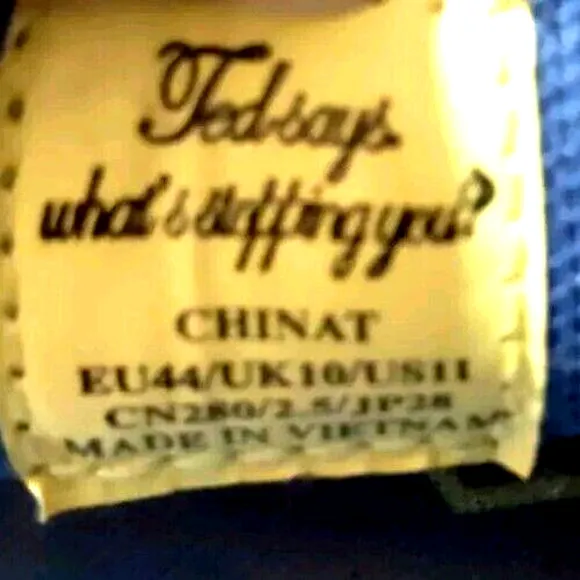 Ted says
what's stopping you?
CHINAT
EU44/UK10/US11
CN280/2.5/JP28
MADE IN VIETNAM